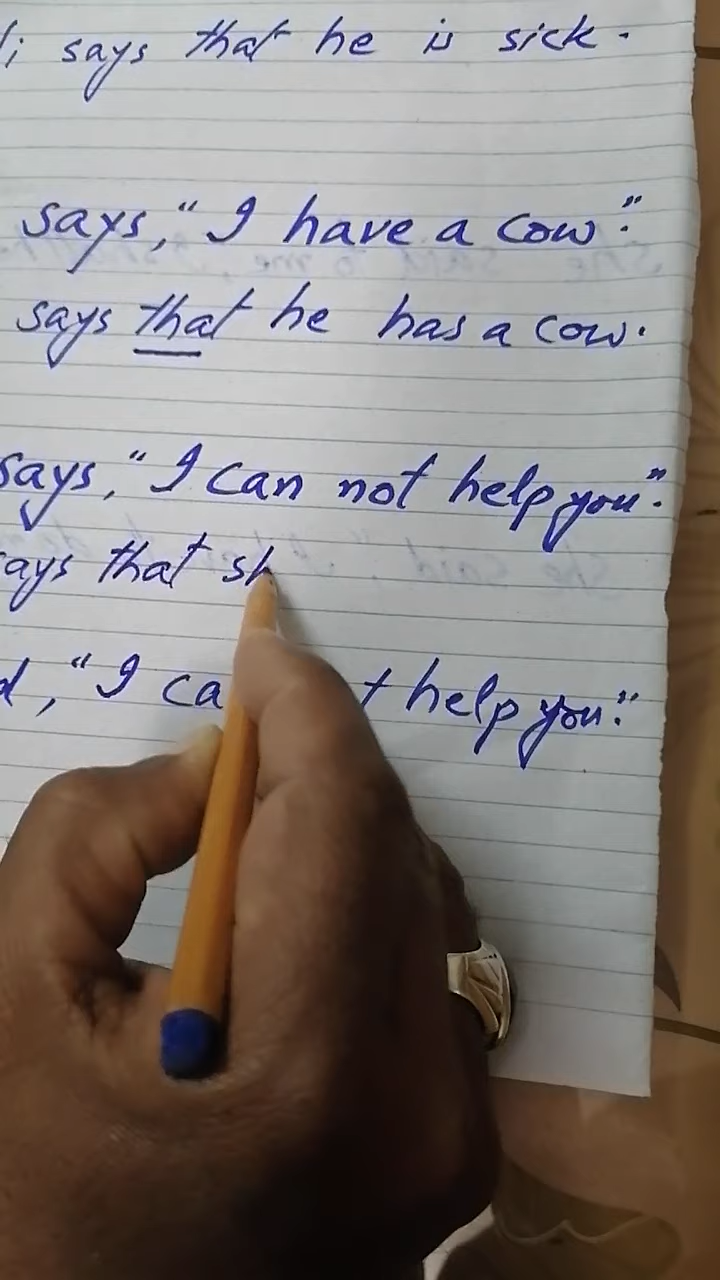 i says that he is sick.
says, "I have a cow".
says that he has a cow.
says, "I can not help you".
ays that sh
d, "I ca t help you".